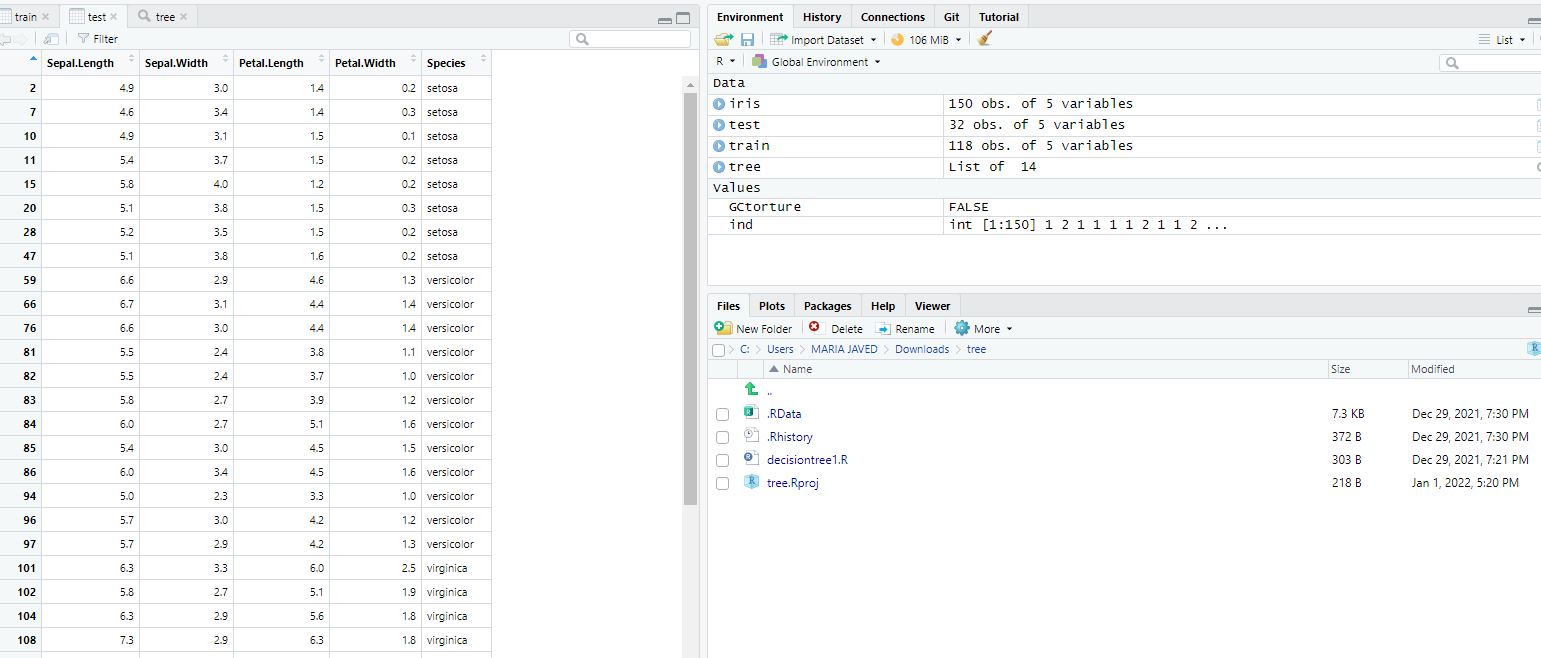 train test tree
Filter
Sepal.Length Sepal.Width Petal.Length Petal.Width Species
2 4.9 3.0 1.4 0.2 setosa
7 4.6 3.4 1.4 0.3 setosa
10 4.9 3.1 1.5 0.1 setosa
11 5.4 3.7 1.5 0.2 setosa
15 5.8 4.0 1.2 0.2 setosa
20 5.1 3.8 1.5 0.3 setosa
28 5.2 3.5 1.5 0.2 setosa
47 5.1 3.8 1.6 0.2 setosa
59 6.6 2.9 4.6 1.3 versicolor
66 6.7 3.1 4.4 1.4 versicolor
76 6.6 3.0 4.4 1.4 versicolor
81 5.5 2.4 3.8 1.1 versicolor
82 5.5 2.4 3.7 1.0 versicolor
83 5.8 2.7 3.9 1.2 versicolor
84 6.0 2.7 5.1 1.6 versicolor
85 5.4 3.0 4.5 1.5 versicolor
86 6.0 3.4 4.5 1.6 versicolor
94 5.0 2.3 3.3 1.0 versicolor
96 5.7 3.0 4.2 1.2 versicolor
97 5.7 2.9 4.2 1.3 versicolor
101 6.3 3.3 6.0 2.5 virginica
102 5.8 2.7 5.1 1.9 virginica
104 6.3 2.9 5.6 1.8 virginica
108 7.3 2.9 6.3 1.8 virginica
Environment History Connections Git Tutorial
Import Dataset 106 MiB List
R Global Environment
Data
iris 150 obs. of 5 variables
test 32 obs. of 5 variables
train 118 obs. of 5 variables
tree List of 14
Values
GCtorture FALSE
ind int [1:150] 1 2 1 1 1 1 2 1 1 2 ...
Files Plots Packages Help Viewer
New Folder Delete Rename More
C: Users MARIA JAVED Downloads tree
Name Size Modified
..
.RData 7.3 KB Dec 29, 2021, 7:30 PM
.Rhistory 372 B Dec 29, 2021, 7:30 PM
decisiontree1.R 303 B Dec 29, 2021, 7:21 PM
tree.Rproj 218 B Jan 1, 2022, 5:20 PM